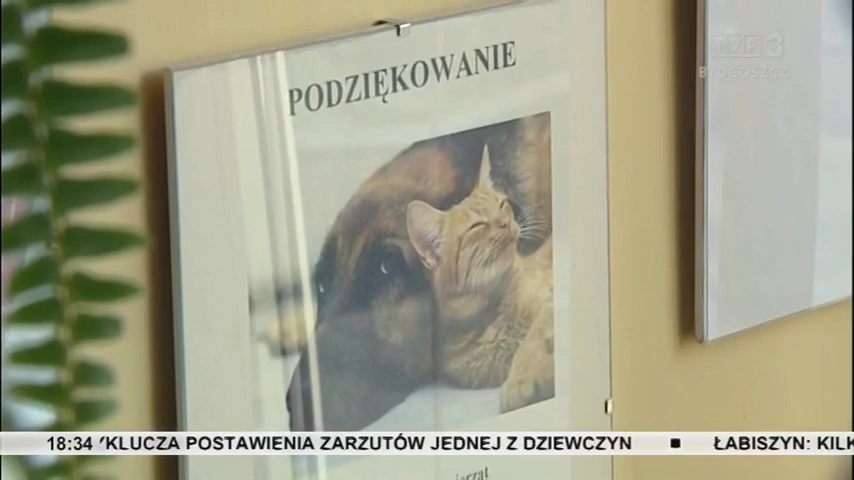 TVP3
BYDGOSZCZ
PODZIĘKOWANIE
18:34 KLUCZA POSTAWIENIA ZARZUTÓW JEDNEJ Z DZIEWCZYN ■ ŁABISZYN: KILK